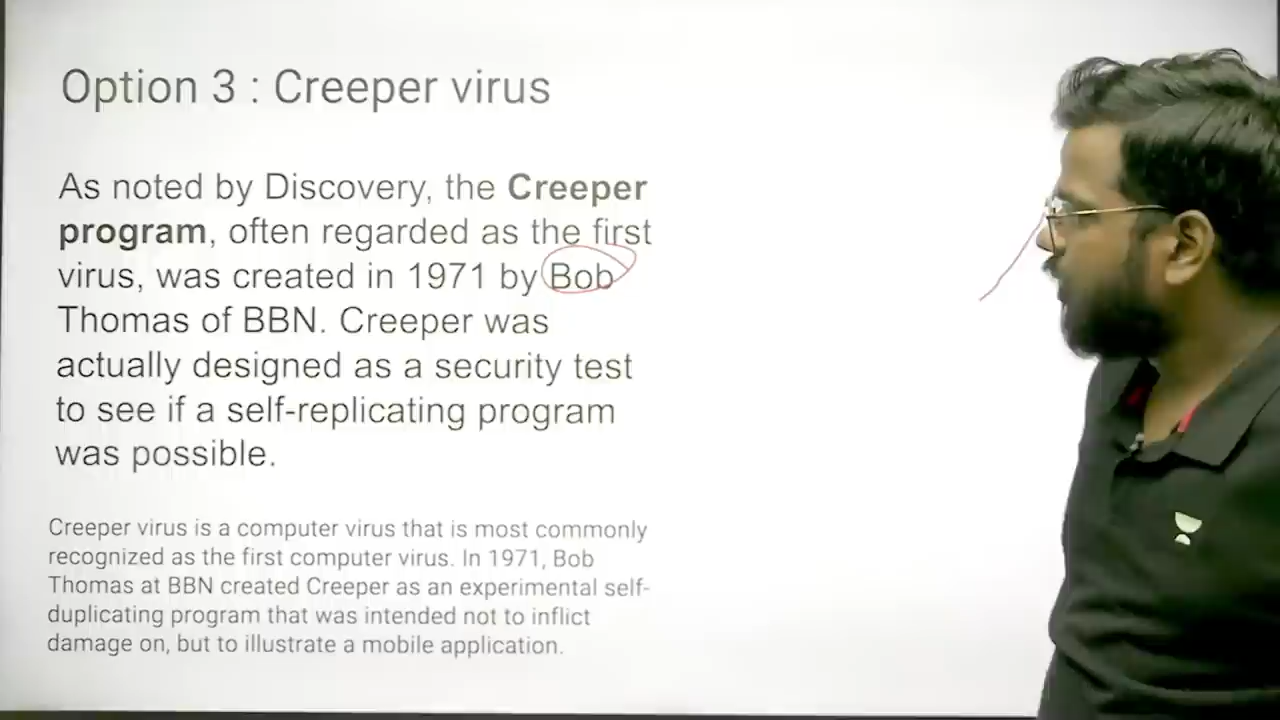 Option 3 : Creeper virus
As noted by Discovery, the Creeper
program, often regarded as the first
virus, was created in 1971 by Bob
Thomas of BBN. Creeper was
actually designed as a security test
to see if a self-replicating program
was possible.
Creeper virus is a computer virus that is most commonly
recognized as the first computer virus. In 1971, Bob
Thomas at BBN created Creeper as an experimental self-
duplicating program that was intended not to inflict
damage on, but to illustrate a mobile application.